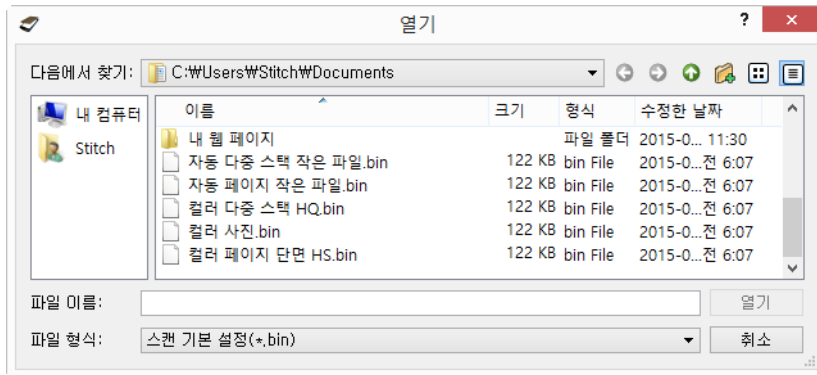 열기
다음에서 찾기: C:₩Users₩Stitch₩Documents
내 컴퓨터
Stitch
이름 크기 형식 수정한 날짜
내 웹 페이지 파일 폴더 2015-0... 11:30
자동 다중 스택 작은 파일.bin 122 KB bin File 2015-0...전 6:07
자동 페이지 작은 파일.bin 122 KB bin File 2015-0...전 6:07
컬러 다중 스택 HQ.bin 122 KB bin File 2015-0...전 6:07
컬러 사진.bin 122 KB bin File 2015-0...전 6:07
컬러 페이지 단면 HS.bin 122 KB bin File 2015-0...전 6:07
파일 이름: 열기
파일 형식: 스캔 기본 설정(*.bin) 취소